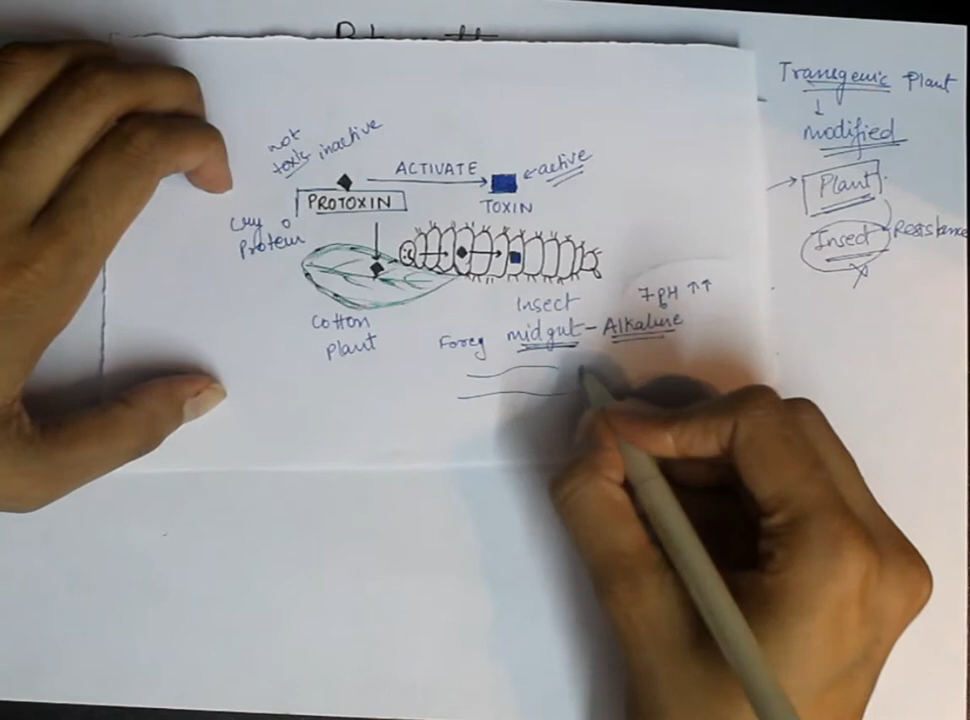 Transgenic Plant
↓
modified
Plant
Resistance
Insect
not
toxic inactive
ACTIVATE
←active
PROTOXIN
TOXIN
Cry
Protein
Cotton
Plant
Insect
midgut - Alkaline
7 pH ↑↑